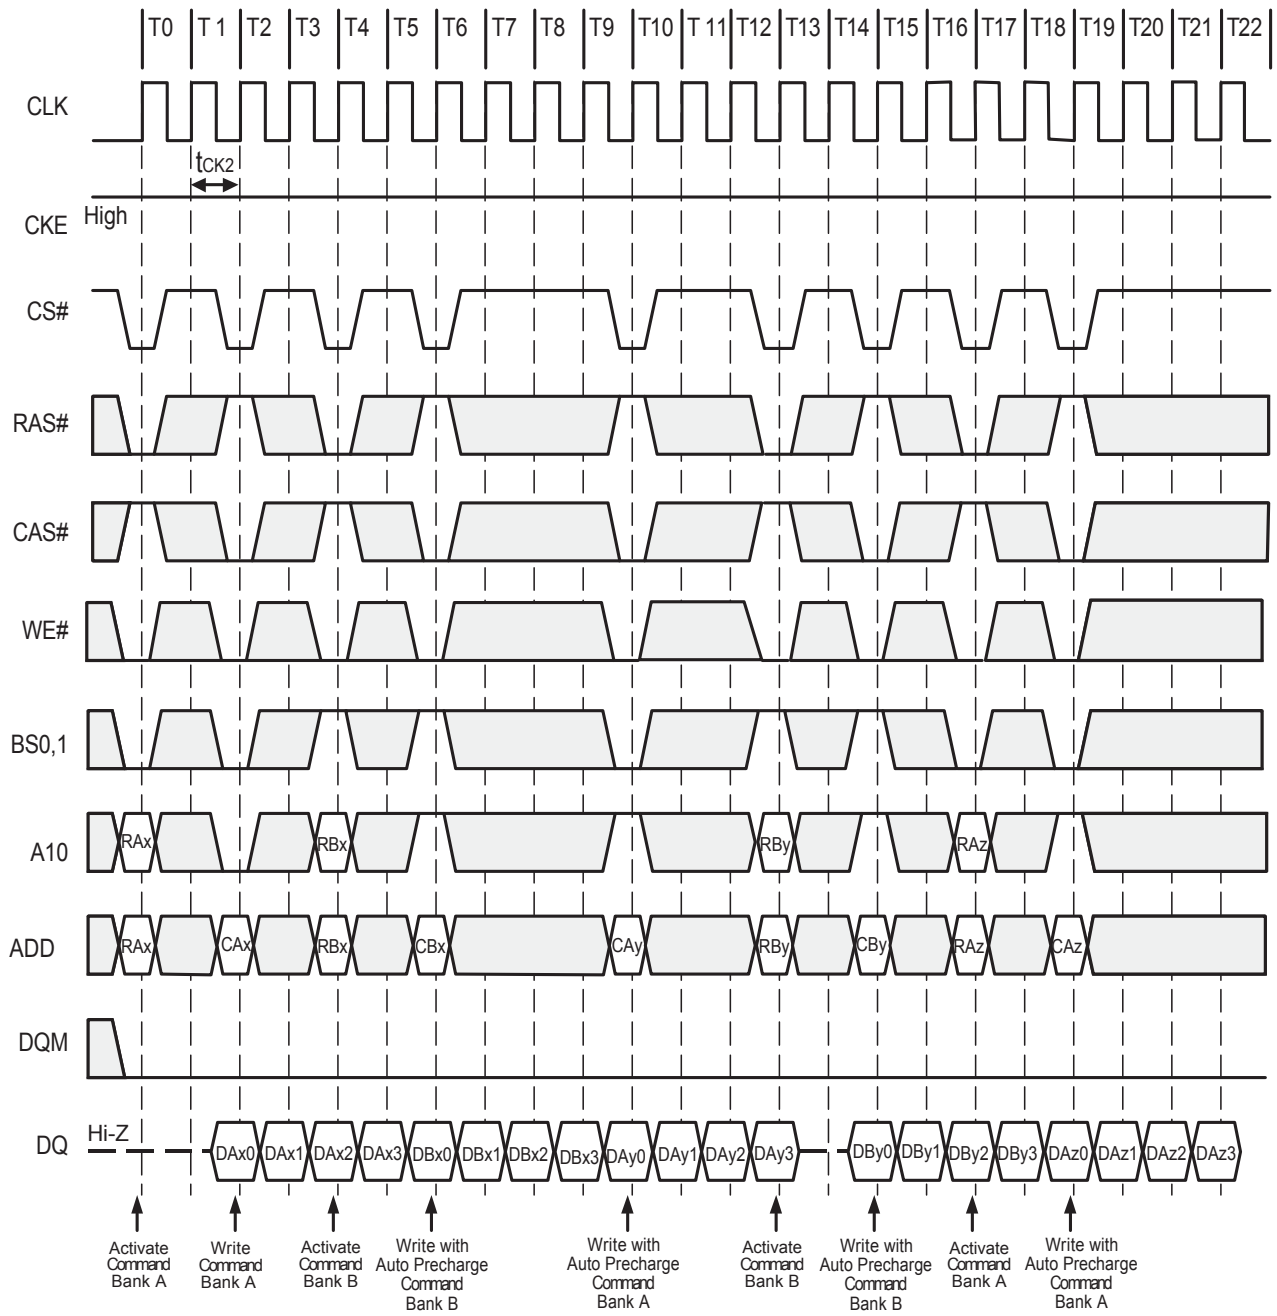 T0 T 1 T2 T3 T4 T5 T6 T7 T8 T9 T10 T 11 T12 T13 T14 T15 T16 T17 T18 T19 T20 T21 T22
CLK
tCK2
High
CKE
CS#
RAS#
CAS#
WE#
BS0,1
A10
RAx RBx RBy RAz
ADD
RAx CAx RBx CBx CAy RBy CBy RAz CAz
DQM
DQ
Hi-Z
DAx0 DAx1 DAx2 DAx3 DBx0 DBx1 DBx2 DBx3 DAy0 DAy1 DAy2 DAy3 DBy0 DBy1 DBy2 DBy3 DAz0 DAz1 DAz2 DAz3
Activate
Command
Bank A
Write
Command
Bank A
Activate
Command
Bank B
Write with
Auto Precharge
Command
Bank B
Write with
Auto Precharge
Command
Bank A
Activate
Command
Bank B
Write with
Auto Precharge
Command
Bank B
Activate
Command
Bank A
Write with
Auto Precharge
Command
Bank A